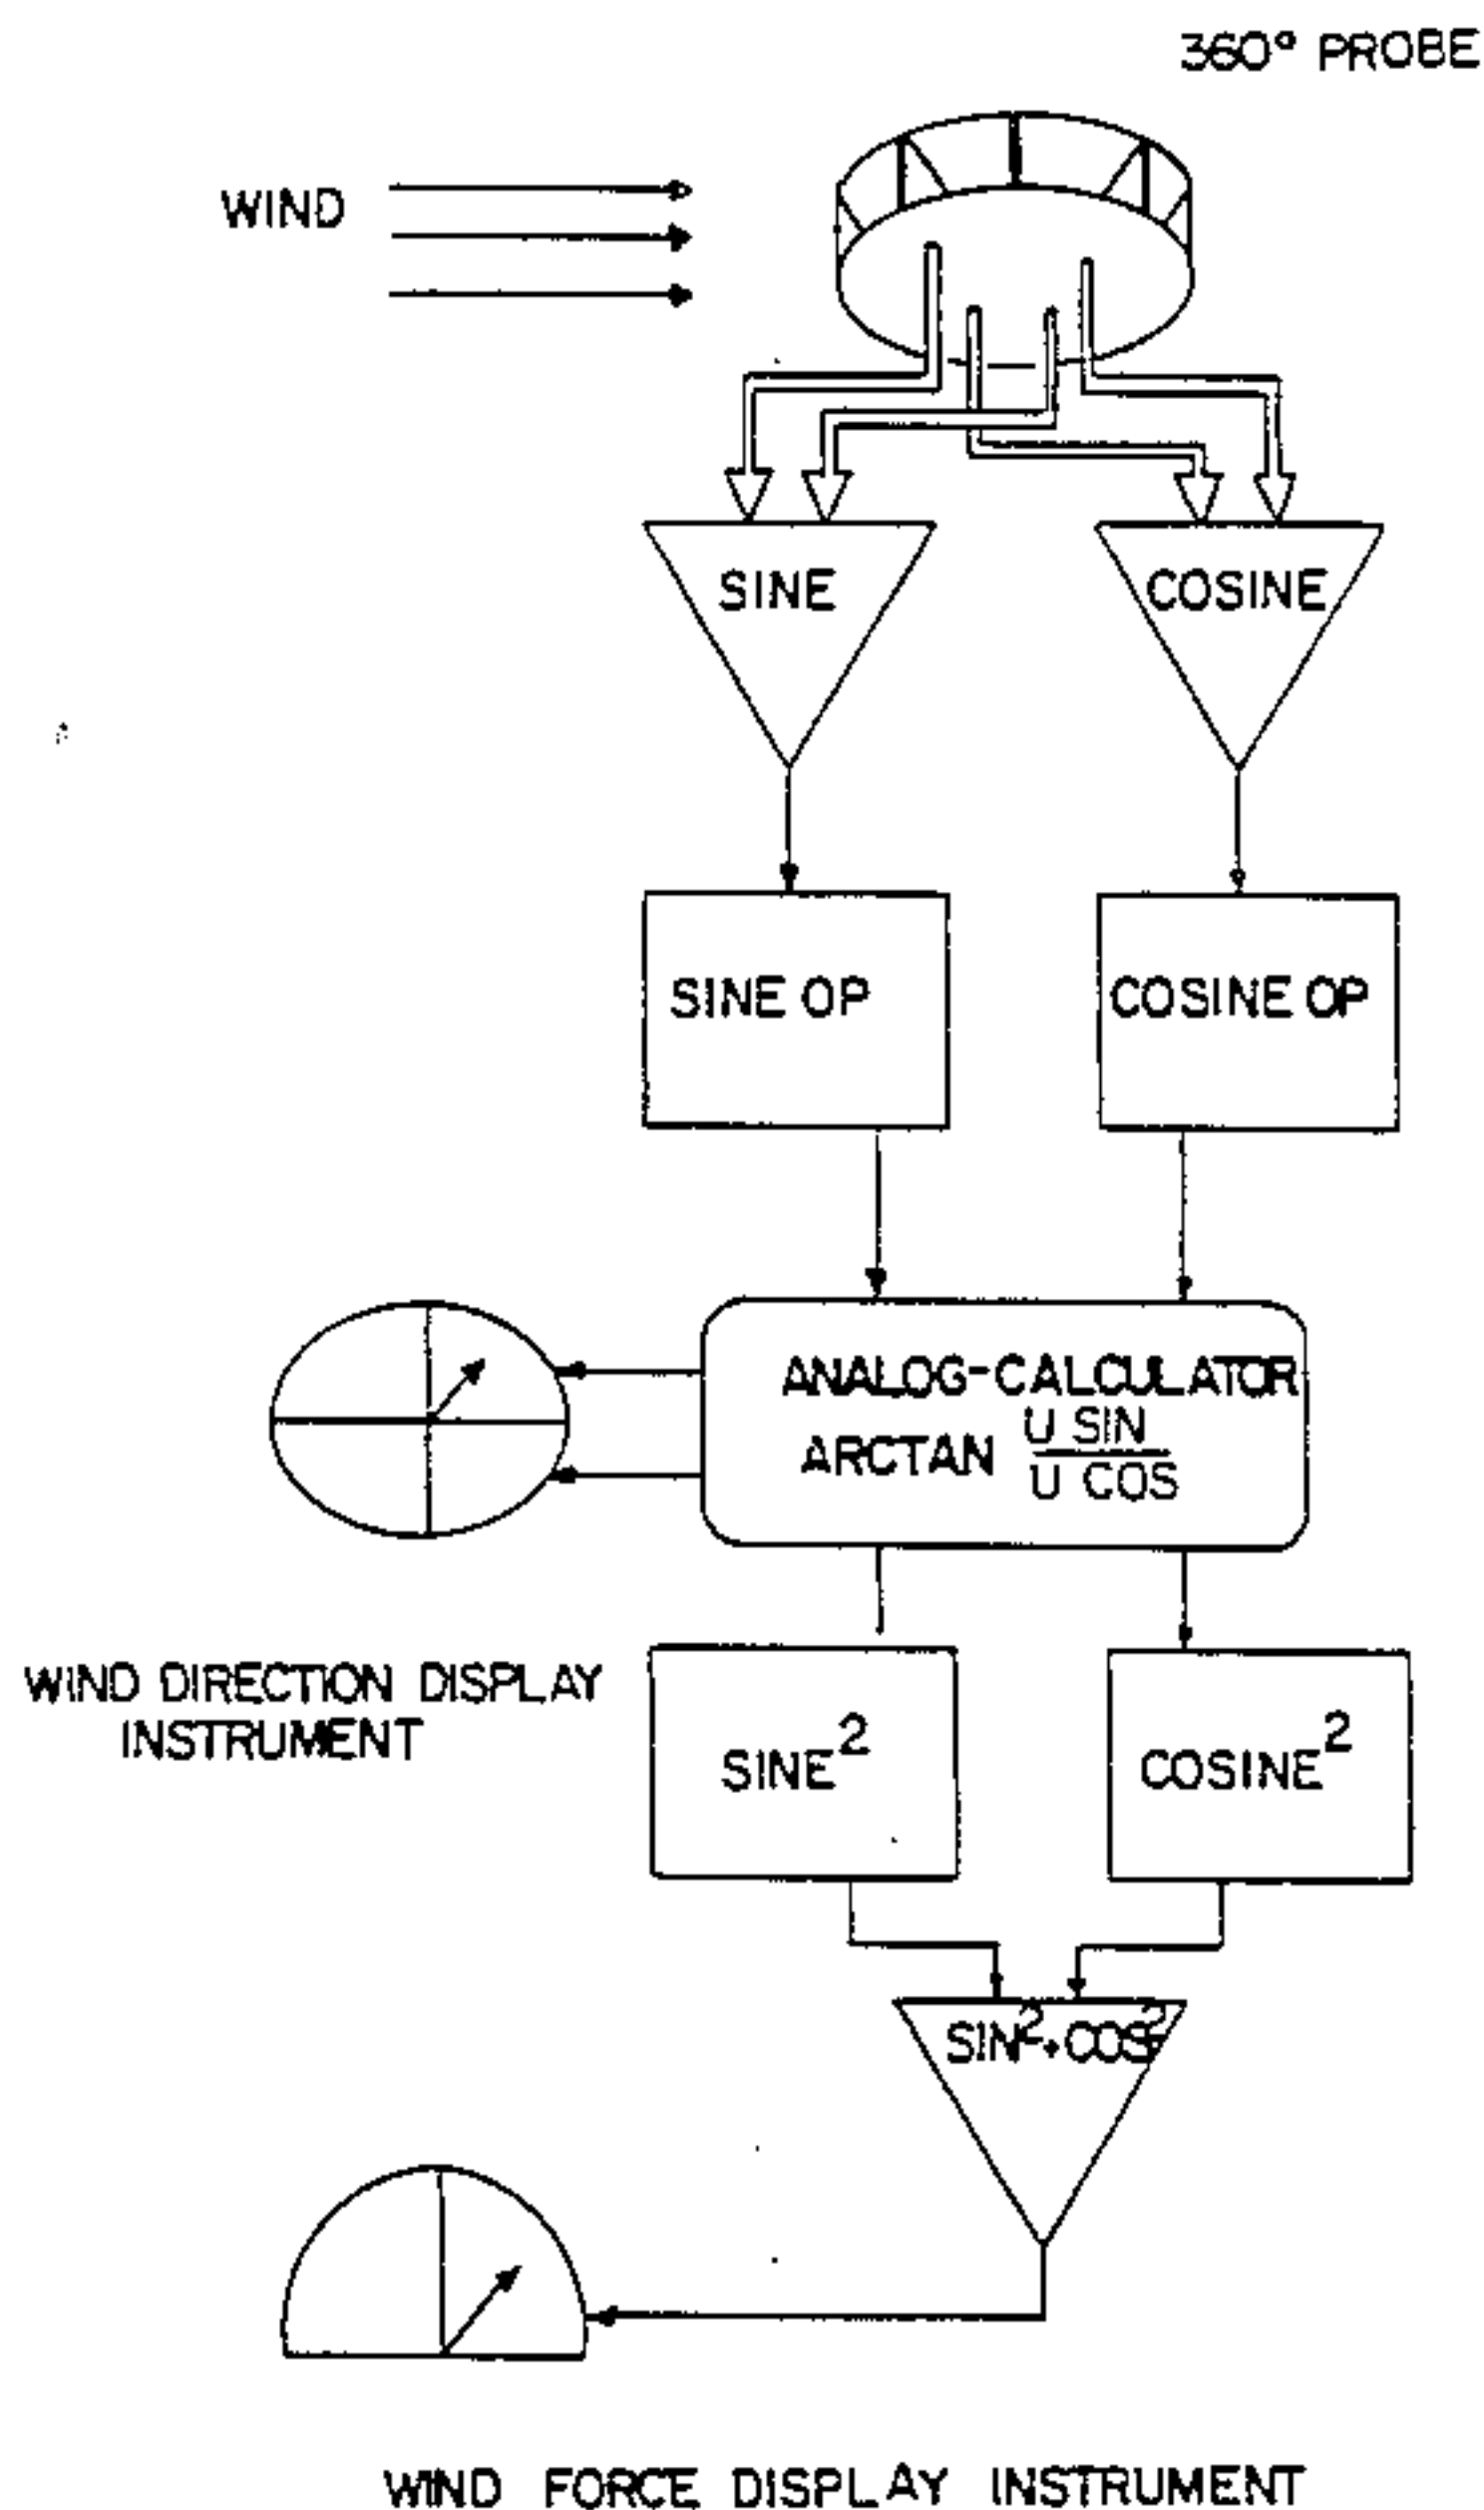 360° PROBE
WIND
SINE
COSINE
SINE OP
COSINE OP
ANALOG-CALCULATOR
ARCTAN U SIN
U COS
WIND DIRECTION DISPLAY
INSTRUMENT
SINE²
COSINE²
SIN²+COS²
WIND FORCE DISPLAY INSTRUMENT